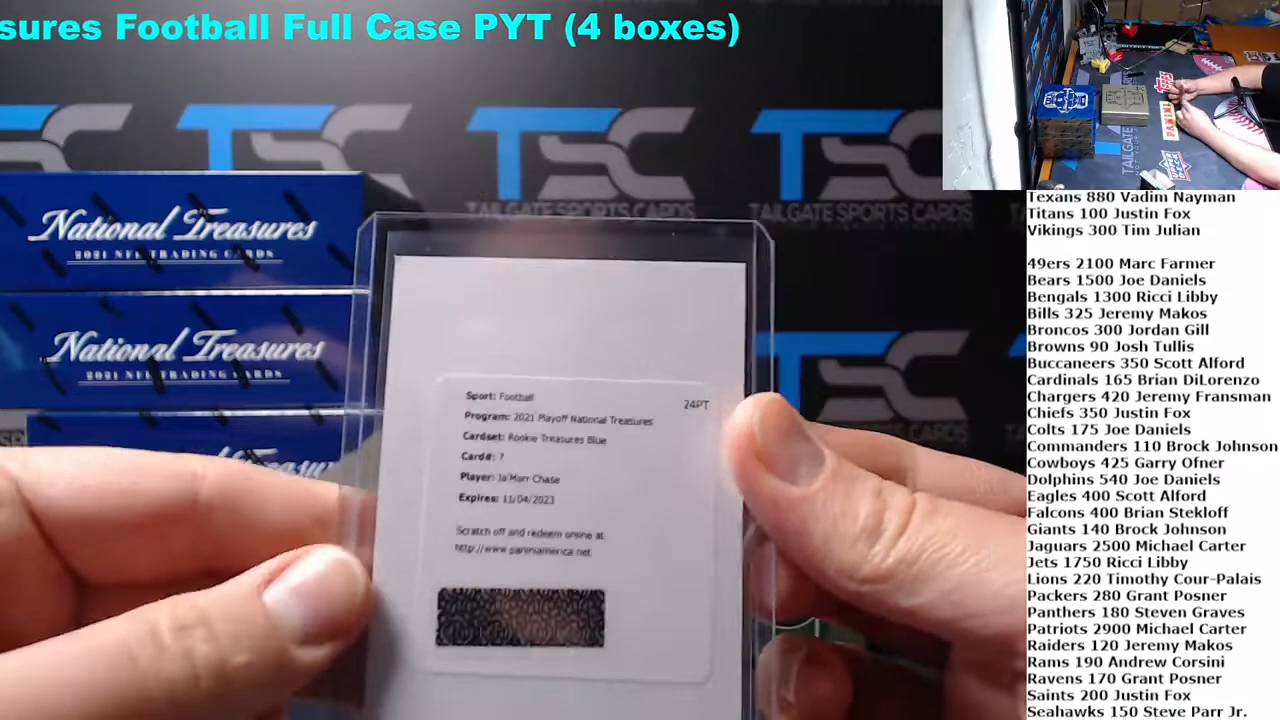 sures Football Full Case PYT (4 boxes)
TSC
TSC
TSC
TAILGATE SPORTS CARDS
TAILGATE SPORTS CARDS
National Treasures
2021 NFL TRADING CARDS
National Treasures
2021 NFL TRADING CARDS
Sport: Football
24PT
Program: 2021 Playoff National Treasures
Cardset: Rookie Treasures Blue
Card#: 7
Player: Ja'Marr Chase
Expires: 11/04/2023
Scratch off and redeem online at
http://www.paniniamerica.net
PANINI
TAILGATE
Texans 880 Vadim Nayman
Titans 100 Justin Fox
Vikings 300 Tim Julian
49ers 2100 Marc Farmer
Bears 1500 Joe Daniels
Bengals 1300 Ricci Libby
Bills 325 Jeremy Makos
Broncos 300 Jordan Gill
Browns 90 Josh Tullis
Buccaneers 350 Scott Alford
Cardinals 165 Brian DiLorenzo
Chargers 420 Jeremy Fransman
Chiefs 350 Justin Fox
Colts 175 Joe Daniels
Commanders 110 Brock Johnson
Cowboys 425 Garry Ofner
Dolphins 540 Joe Daniels
Eagles 400 Scott Alford
Falcons 400 Brian Stekloff
Giants 140 Brock Johnson
Jaguars 2500 Michael Carter
Jets 1750 Ricci Libby
Lions 220 Timothy Cour-Palais
Packers 280 Grant Posner
Panthers 180 Steven Graves
Patriots 2900 Michael Carter
Raiders 120 Jeremy Makos
Rams 190 Andrew Corsini
Ravens 170 Grant Posner
Saints 200 Justin Fox
Seahawks 150 Steve Parr Jr.